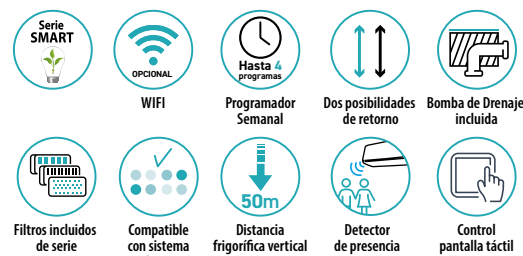 Serie
SMART
OPCIONAL
WIFI
Hasta 4
programas
Programador
Semanal
Dos posibilidades
de retorno
Bomba de Drenaje
incluida
Filtros incluidos
de serie
Compatible
con sistema
50m
Distancia
frigorífica vertical
Detector
de presencia
Control
pantalla táctil